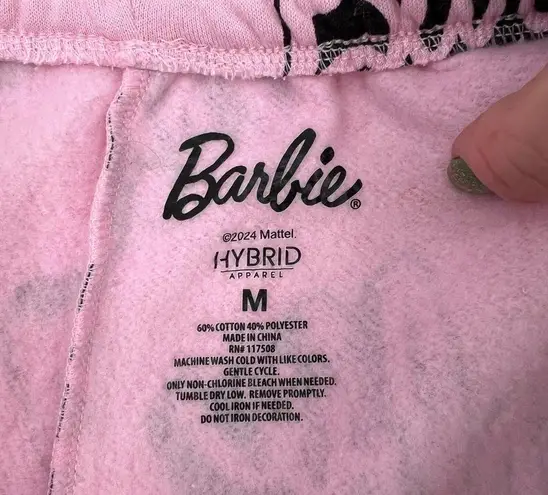 Barbie®
©2024 Mattel.
HYBRID
APPAREL
M
60% COTTON 40% POLYESTER
MADE IN CHINA
RN# 117508
MACHINE WASH COLD WITH LIKE COLORS.
GENTLE CYCLE.
ONLY NON-CHLORINE BLEACH WHEN NEEDED.
TUMBLE DRY LOW. REMOVE PROMPTLY.
COOL IRON IF NEEDED.
DO NOT IRON DECORATION.